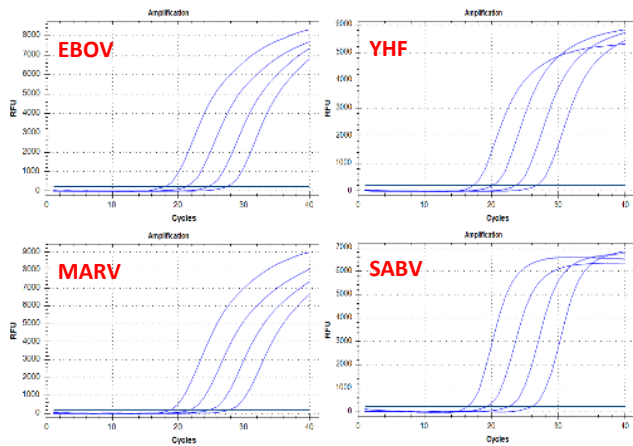 Amplification
EBOV
8000
7000
6000
5000
4000
3000
2000
1000
0
RFU
0 10 20 30 40
Cycles
Amplification
YHF
6000
5000
4000
3000
2000
1000
0
RFU
0 10 20 30 40
Cycles
Amplification
MARV
9000
8000
7000
6000
5000
4000
3000
2000
1000
0
RFU
0 10 20 30 40
Cycles
Amplification
SABV
7000
6000
5000
4000
3000
2000
1000
0
RFU
0 10 20 30 40
Cycles